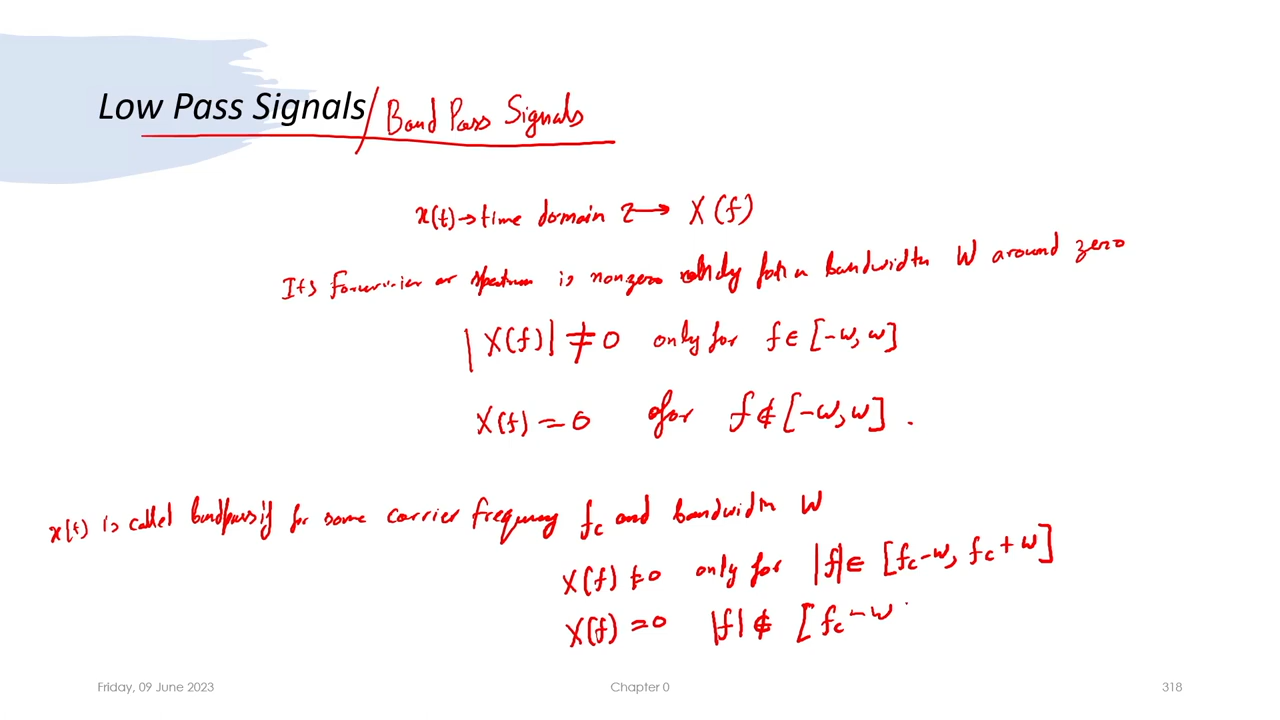 Low Pass Signals/Band Pass Signals
x(t)→time domain ⟷ X(f)
Its or spectrum is nonzero for a bandwidth W around zero
|X(f)| ≠ 0 only for f ∈ [-w, w]
X(f) = 0 for f ∉ [-w, w] .
x(t) is called bandpass if for some carrier frequency fc and bandwidth W
X(f) ≠ 0 only for |f| ∈ [fc-w, fc+w]
X(f) = 0 |f| ∉ [fc-w
Friday, 09 June 2023 Chapter 0 318